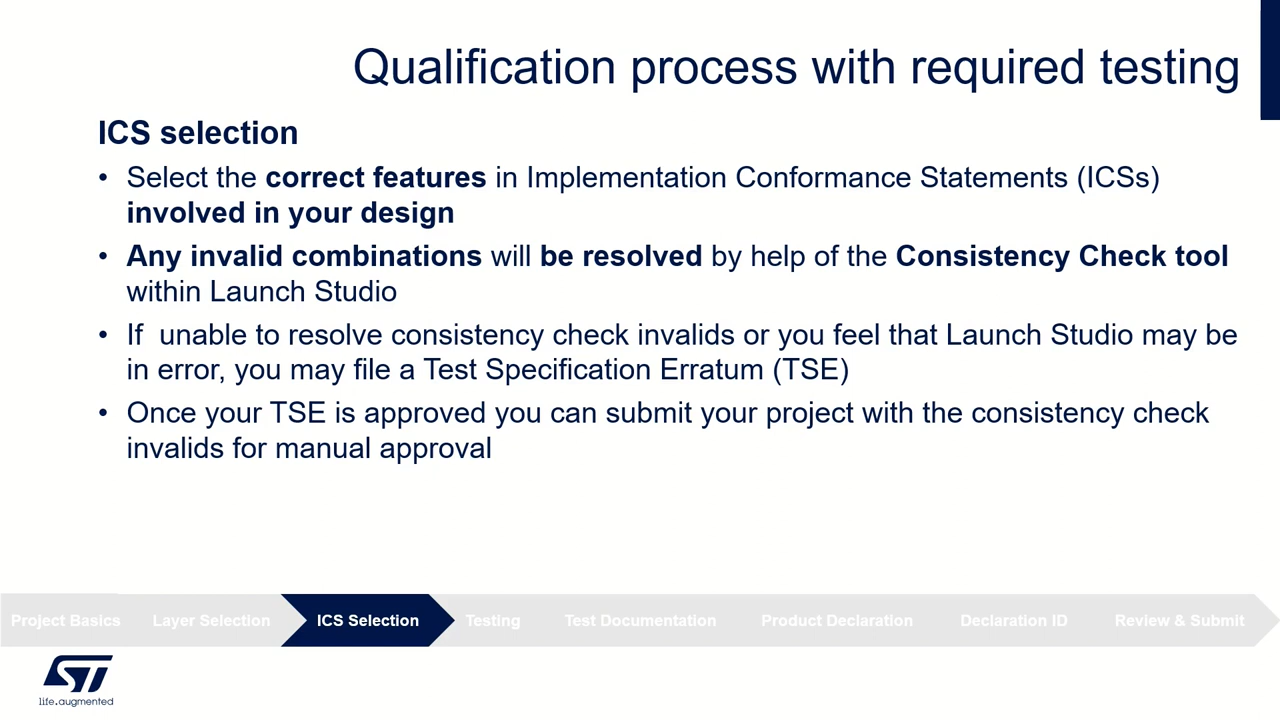 Qualification process with required testing
ICS selection
• Select the correct features in Implementation Conformance Statements (ICSs)
involved in your design
• Any invalid combinations will be resolved by help of the Consistency Check tool
within Launch Studio
• If  unable to resolve consistency check invalids or you feel that Launch Studio may be
in error, you may file a Test Specification Erratum (TSE)
• Once your TSE is approved you can submit your project with the consistency check
invalids for manual approval
Project Basics Layer Selection ICS Selection Testing Test Documentation Product Declaration Declaration ID Review & Submit
ST
life.augmented